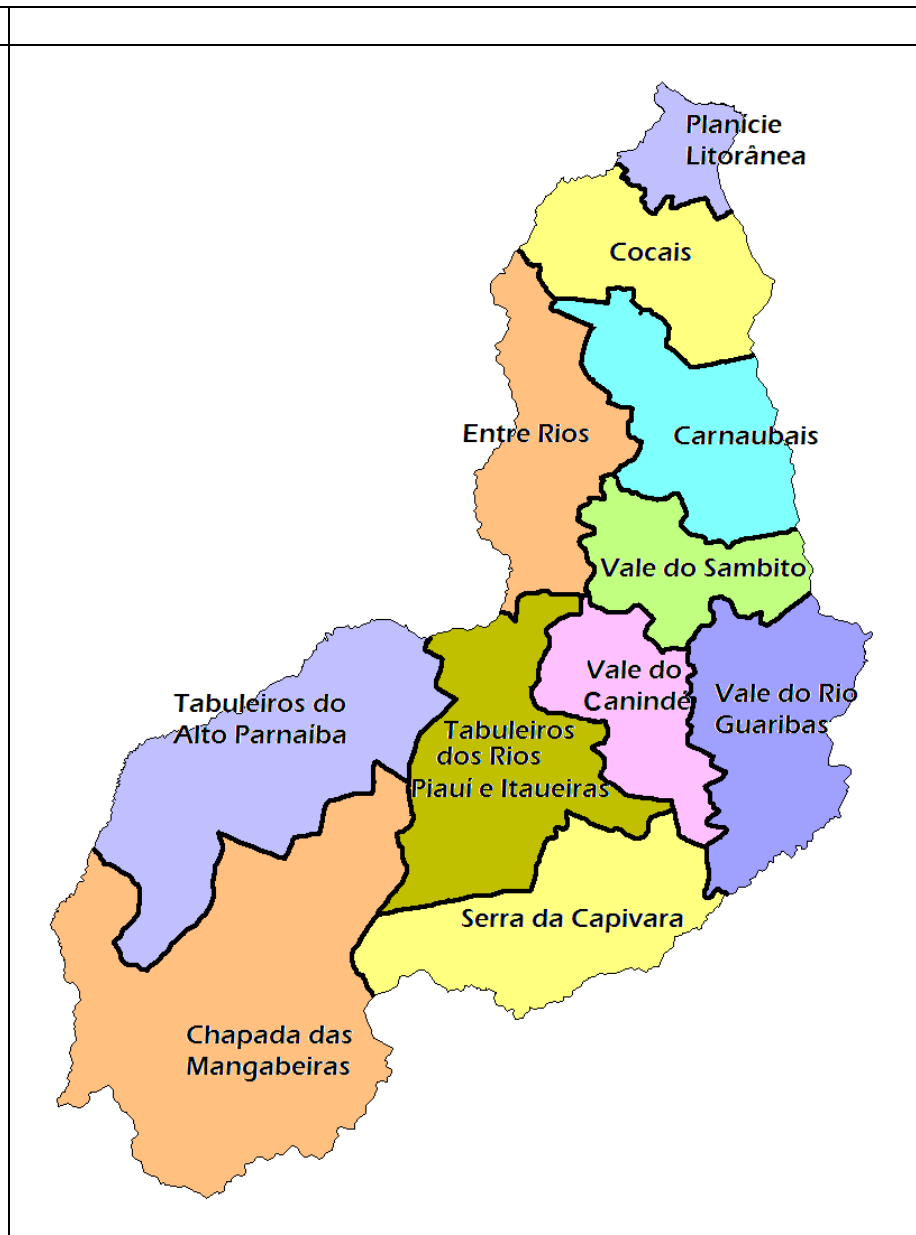 Planície
Litorânea
Cocais
Entre Rios
Carnaubais
Vale do Sambito
Vale do
Canindé
Vale do Rio
Guaribas
Tabuleiros do
Alto Parnaíba
Tabuleiros
dos Rios
Piauí e Itaueiras
Serra da Capivara
Chapada das
Mangabeiras